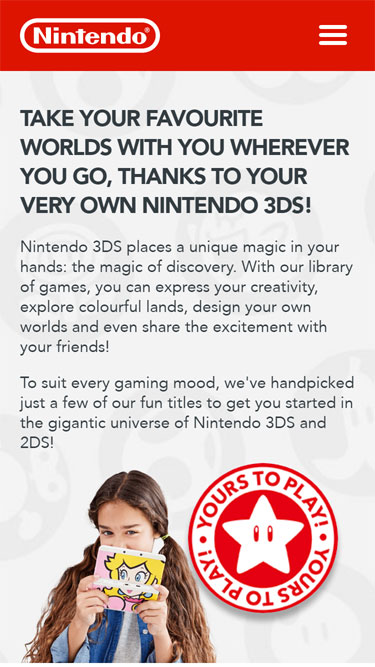 Nintendo®
TAKE YOUR FAVOURITE
WORLDS WITH YOU WHEREVER
YOU GO, THANKS TO YOUR
VERY OWN NINTENDO 3DS!
Nintendo 3DS places a unique magic in your
hands: the magic of discovery. With our library
of games, you can express your creativity,
explore colourful lands, design your own
worlds and even share the excitement with
your friends!
To suit every gaming mood, we've handpicked
just a few of our fun titles to get you started in
the gigantic universe of Nintendo 3DS and
2DS!
YOURS TO PLAY! • YOURS TO PLAY! •